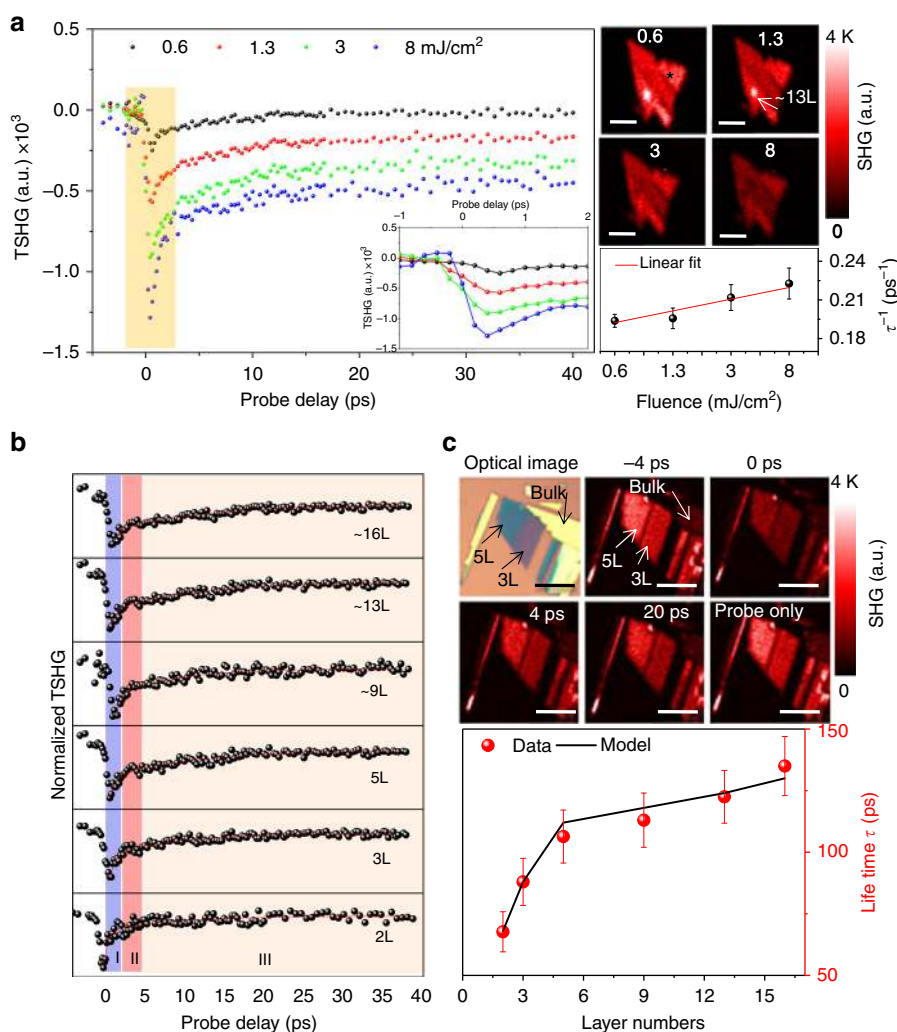 a
0.6 1.3 3 8 mJ/cm²
TSHG (a.u.) ×10³
0.5
0.0
−0.5
−1.0
−1.5
0 10 20 30 40
Probe delay (ps)
Probe delay (ps)
−1 0 1 2
TSHG (a.u.) ×10³
0.5
0.0
−0.5
−1.0
−1.5
0.6 1.3
*
~13L
3 8
4 K
SHG (a.u.)
0
Linear fit
0.24
0.21
0.18
τ⁻¹ (ps⁻¹)
0.6 1.3 3 8
Fluence (mJ/cm²)
b
Normalized TSHG
~16L
~13L
~9L
5L
3L
2L
I II III
0 5 10 15 20 25 30 35 40
Probe delay (ps)
c
Optical image −4 ps 0 ps
Bulk Bulk
5L 5L
3L 3L
4 ps 20 ps Probe only
4 K
SHG (a.u.)
0
Data Model
150
100
50
Life time τ (ps)
0 3 6 9 12 15
Layer numbers